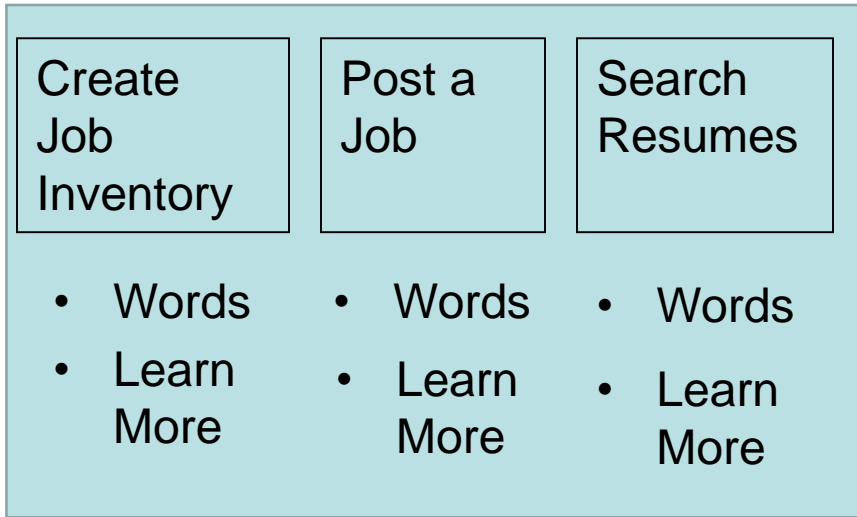 Create
Job
Inventory
Post a
Job
Search
Resumes
• Words
• Learn
More
• Words
• Learn
More
• Words
• Learn
More